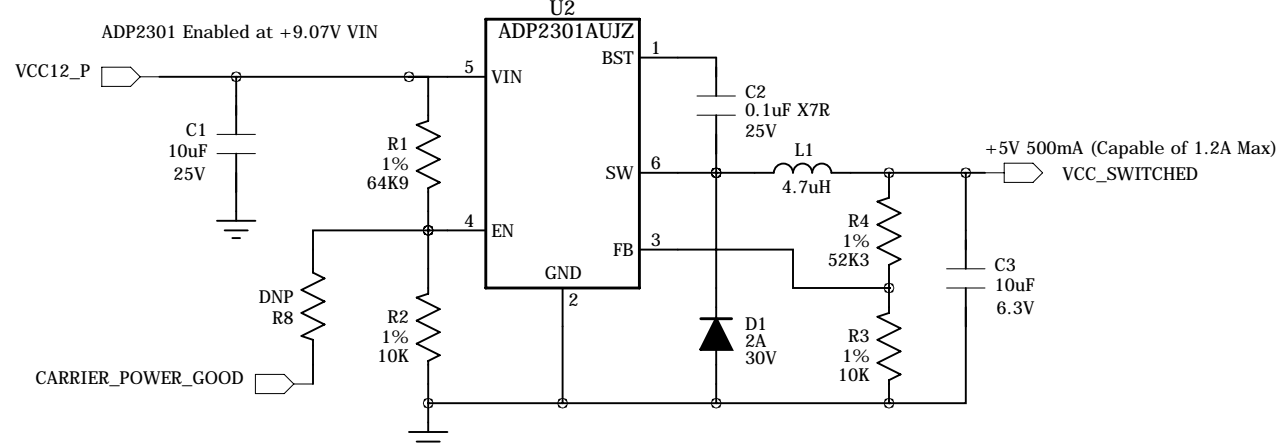 U2
ADP2301AUJZ
ADP2301 Enabled at +9.07V VIN
VCC12_P
5
VIN
BST
1
C1
10uF
25V
R1
1%
64K9
C2
0.1uF X7R
25V
SW
6
L1
4.7uH
+5V 500mA (Capable of 1.2A Max)
VCC_SWITCHED
4
EN
FB
3
R4
1%
52K3
GND
2
C3
10uF
6.3V
DNP
R8
R2
1%
10K
D1
2A
30V
R3
1%
10K
CARRIER_POWER_GOOD